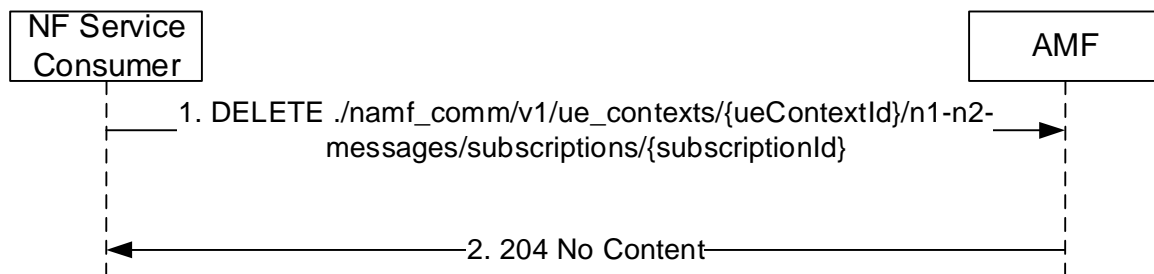 NF Service
Consumer
AMF
1. DELETE ./namf_comm/v1/ue_contexts/{ueContextId}/n1-n2-
messages/subscriptions/{subscriptionId}
2. 204 No Content